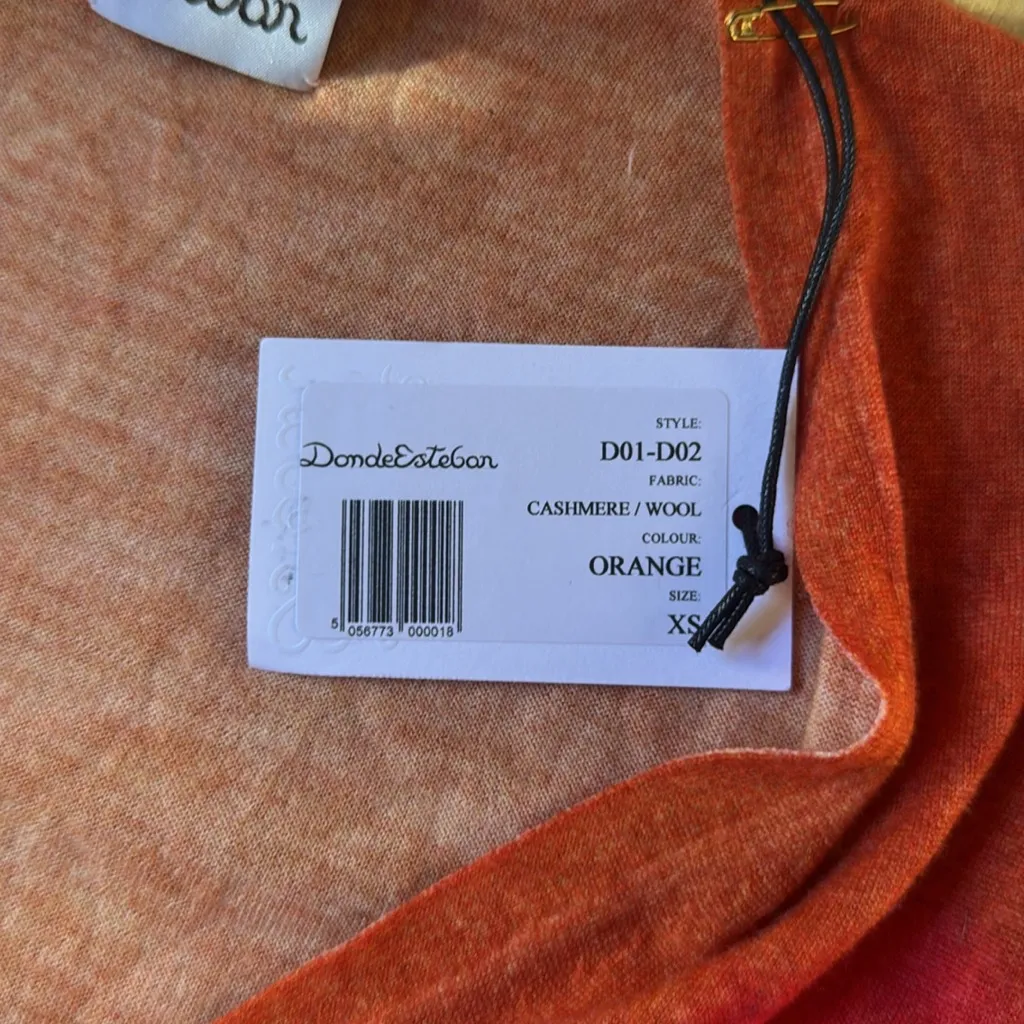 DondeEsteban
STYLE:
D01-D02
FABRIC:
CASHMERE / WOOL
COLOUR:
ORANGE
SIZE:
XS
5 056773 000018